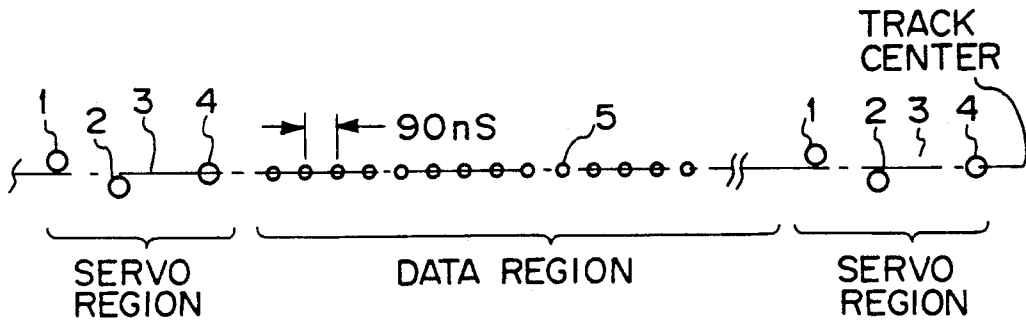 TRACK
CENTER
1
2
3
4
90nS
5
1
2
3
4
SERVO
REGION
DATA REGION
SERVO
REGION